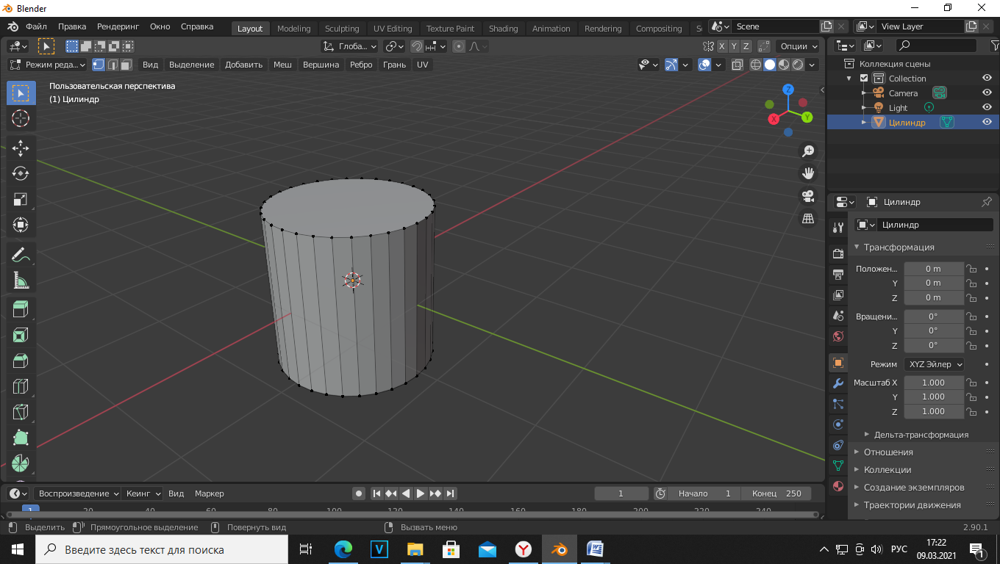 Blender
Файл Правка Рендеринг Окно Справка Layout Modeling Sculpting UV Editing Texture Paint Shading Animation Rendering Compositing Scene View Layer
Глоба... X Y Z Опции
Режим реда... Вид Выделение Добавить Меш Вершина Ребро Грань UV
Пользовательская перспектива
(1) Цилиндр
Z
X
Y
Коллекция сцены
Collection
Camera
Light
Цилиндр
Цилиндр
Цилиндр
Трансформация
Положен... 0 m
Y 0 m
Z 0 m
Вращени... 0°
Y 0°
Z 0°
Режим XYZ Эйлер
Масштаб X 1.000
Y 1.000
Z 1.000
Дельта-трансформация
Отношения
Коллекции
Создание экземпляров
Траектории движения
Воспроизведение Кеинг Вид Маркер 1 Начало 1 Конец 250
1 20 40 60 80 100 120 140 160 180 200 220 240
Выделить Прямоугольное выделение Повернуть вид Вызвать меню 2.90.1
Введите здесь текст для поиска
РУС
17:22
09.03.2021
1